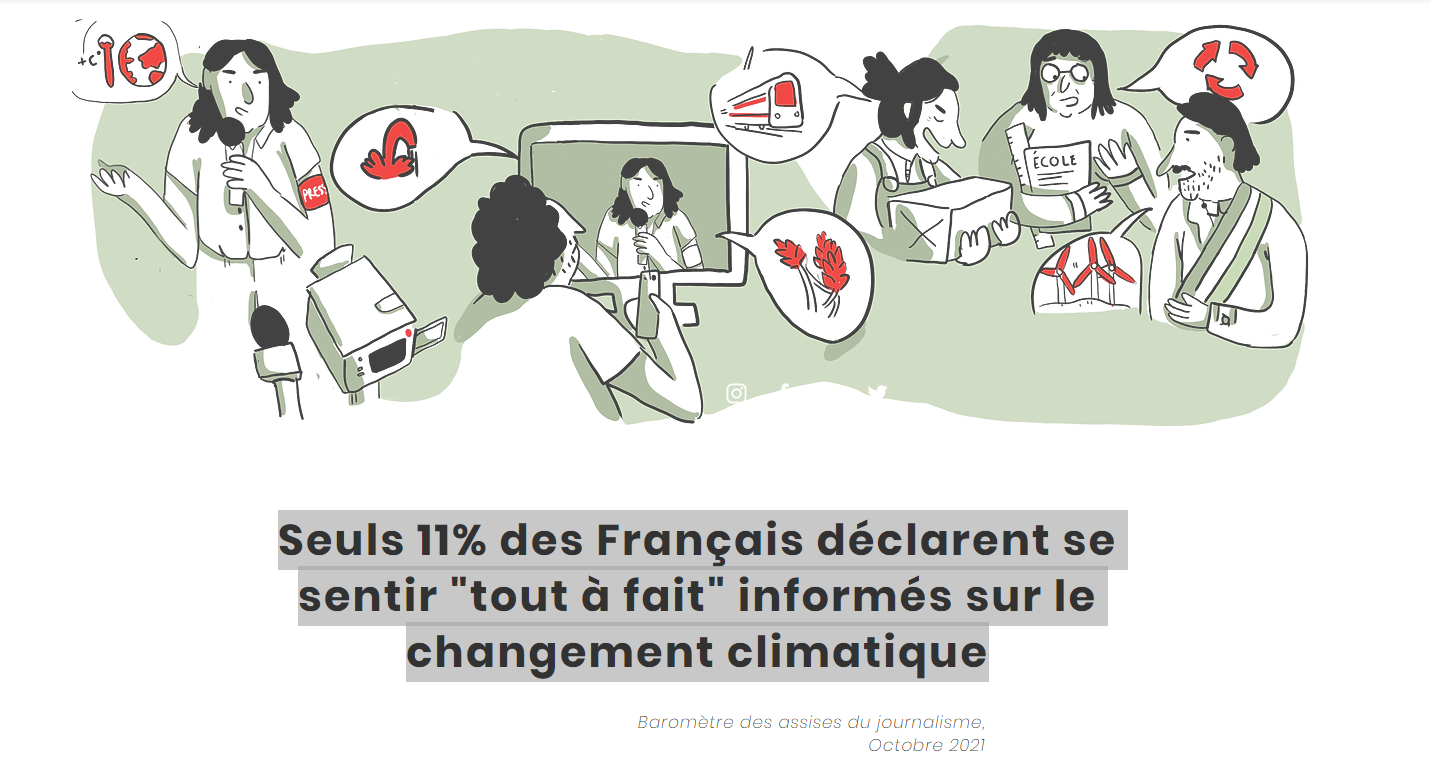 +C°
PRESS
ÉCOLE
Seuls 11% des Français déclarent se
sentir "tout à fait" informés sur le
changement climatique
Baromètre des assises du journalisme,
Octobre 2021